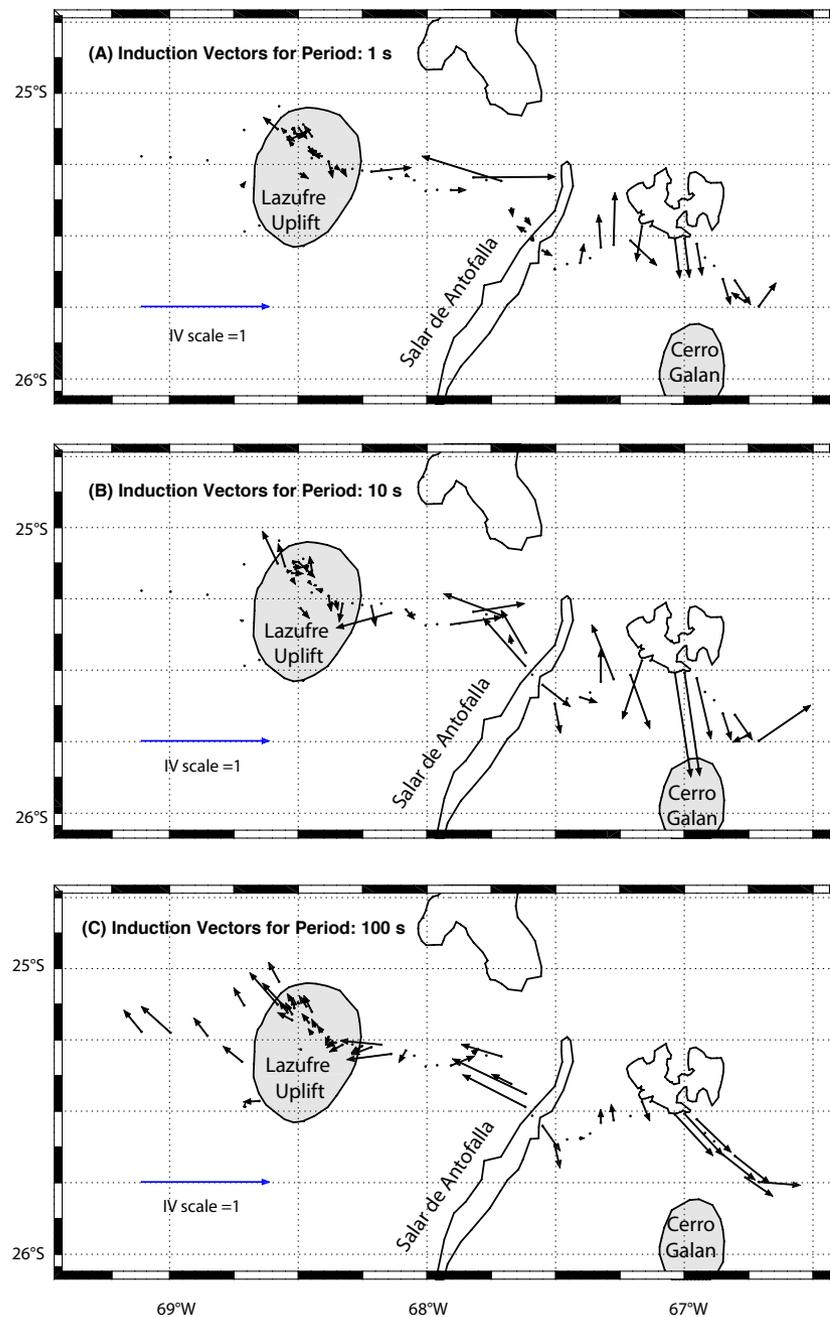 (A) Induction Vectors for Period: 1 s
25°S
Lazufre
Uplift
Salar de Antofalla
IV scale =1
Cerro
Galan
26°S
(B) Induction Vectors for Period: 10 s
25°S
Lazufre
Uplift
Salar de Antofalla
IV scale =1
Cerro
Galan
26°S
(C) Induction Vectors for Period: 100 s
25°S
Lazufre
Uplift
Salar de Antofalla
IV scale =1
Cerro
Galan
26°S
69°W 68°W 67°W